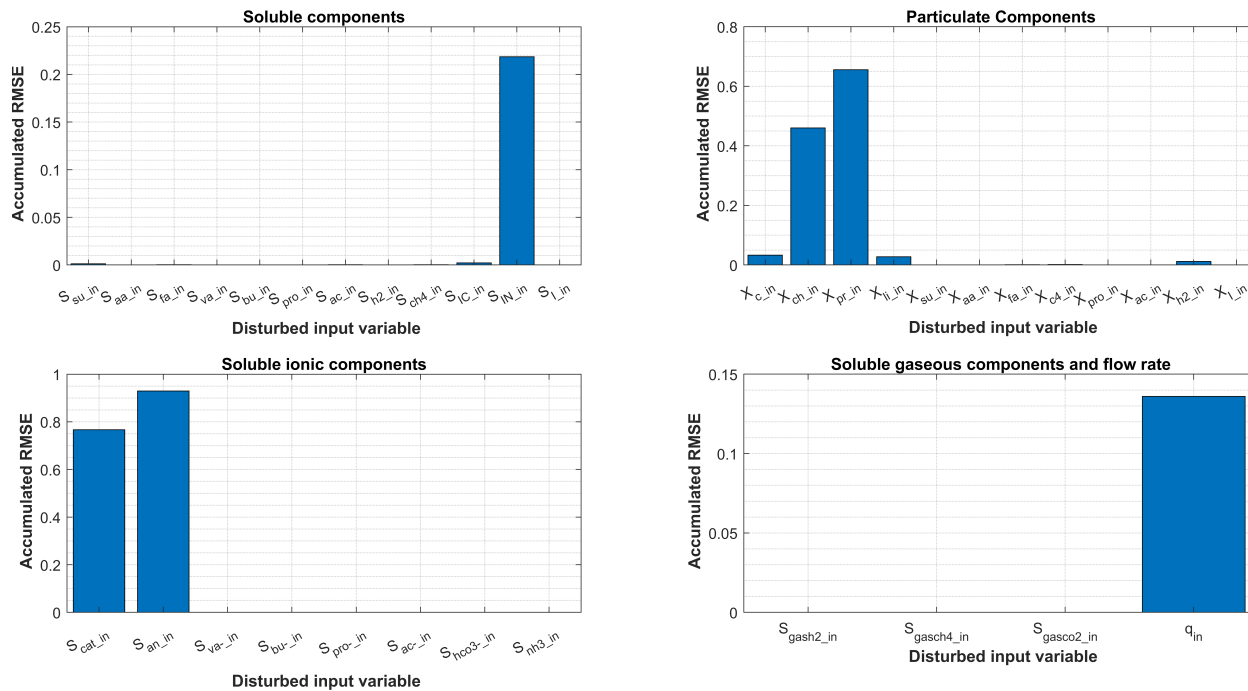 Soluble components
0.25
0.2
0.15
0.1
0.05
0
Accumulated RMSE
S su_in S aa_in S fa_in S va_in S bu_in S pro_in S ac_in S h2_in S ch4_in S IC_in S IN_in S I_in
Disturbed input variable
Particulate Components
0.8
0.6
0.4
0.2
0
Accumulated RMSE
X c_in X ch_in X pr_in X li_in X su_in X aa_in X fa_in X c4_in X pro_in X ac_in X h2_in X I_in
Disturbed input variable
Soluble ionic components
1
0.8
0.6
0.4
0.2
0
Accumulated RMSE
S cat_in S an_in S va-_in S bu-_in S pro-_in S ac-_in S hco3-_in S nh3_in
Disturbed input variable
Soluble gaseous components and flow rate
0.15
0.1
0.05
0
Accumulated RMSE
S gash2_in S gasch4_in S gasco2_in q in
Disturbed input variable